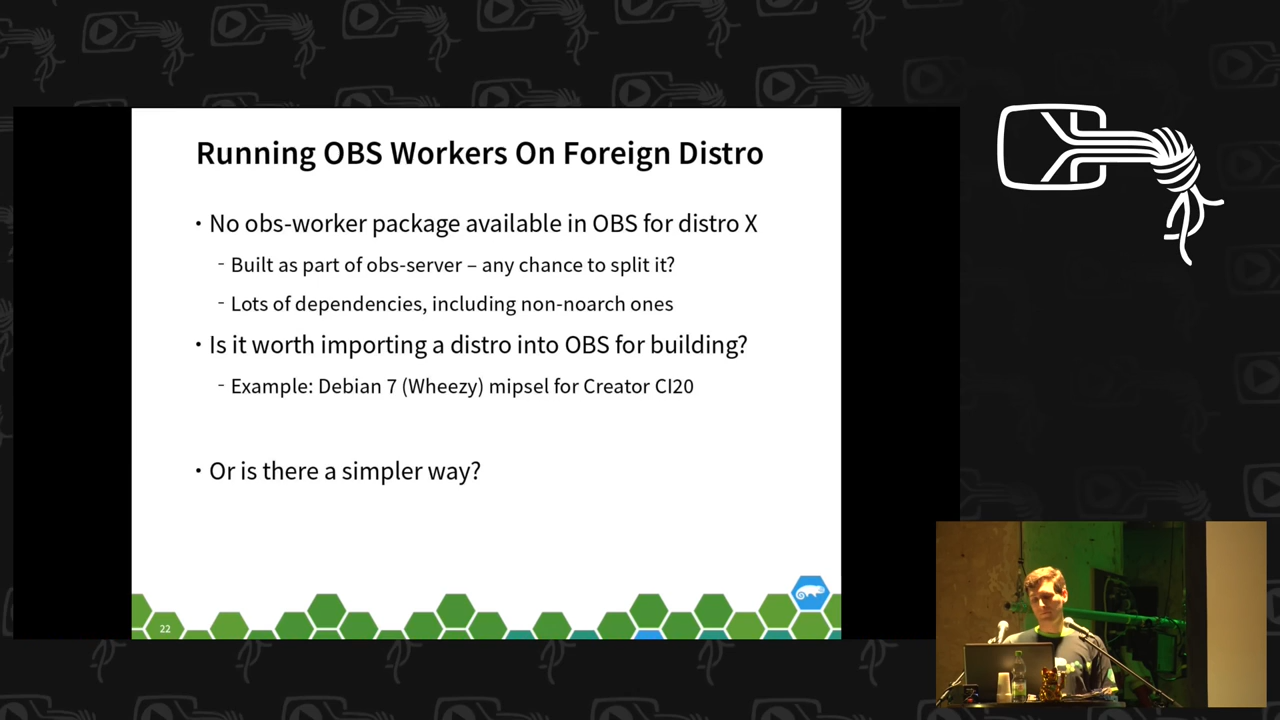 Running OBS Workers On Foreign Distro
• No obs-worker package available in OBS for distro X
- Built as part of obs-server – any chance to split it?
- Lots of dependencies, including non-noarch ones
• Is it worth importing a distro into OBS for building?
- Example: Debian 7 (Wheezy) mipsel for Creator CI20
• Or is there a simpler way?
22